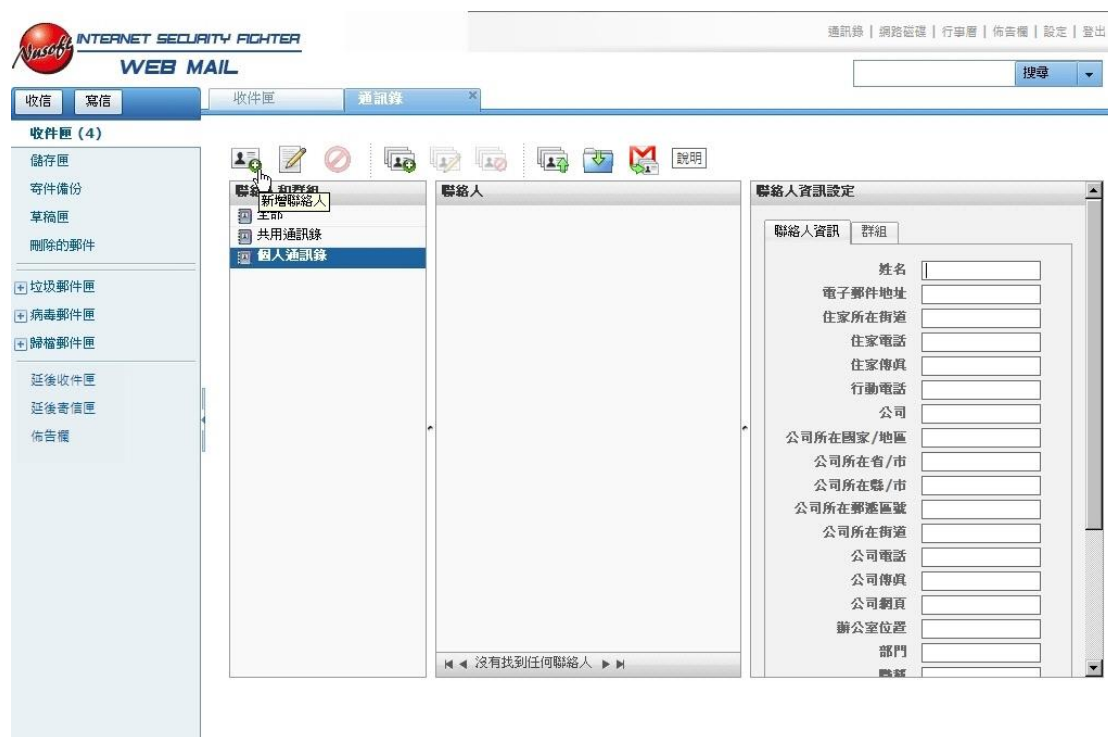 Nusoft INTERNET SECURITY FIGHTER
WEB MAIL
通訊錄 | 網路磁碟 | 行事曆 | 佈告欄 | 設定 | 登出
搜尋
收信 寫信
收件匣 通訊錄
收件匣 (4)
儲存匣
寄件備份
草稿匣
刪除的郵件
垃圾郵件匣
病毒郵件匣
歸檔郵件匣
延後收件匣
延後寄信匣
佈告欄
說明
聯絡人和群組
新增聯絡人
全部
共用通訊錄
個人通訊錄
聯絡人
沒有找到任何聯絡人
聯絡人資訊設定
聯絡人資訊 群組
姓名
電子郵件地址
住家所在街道
住家電話
住家傳真
行動電話
公司
公司所在國家/地區
公司所在省/市
公司所在縣/市
公司所在郵遞區號
公司所在街道
公司電話
公司傳真
公司網頁
辦公室位置
部門